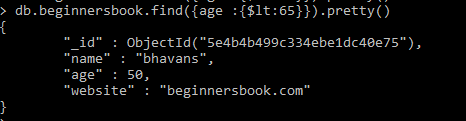 > db.beginnersbook.find({age :{$lt:65}}).pretty()
{
        "_id" : ObjectId("5e4b4b499c334ebe1dc40e75"),
        "name" : "bhavans",
        "age" : 50,
        "website" : "beginnersbook.com"
}